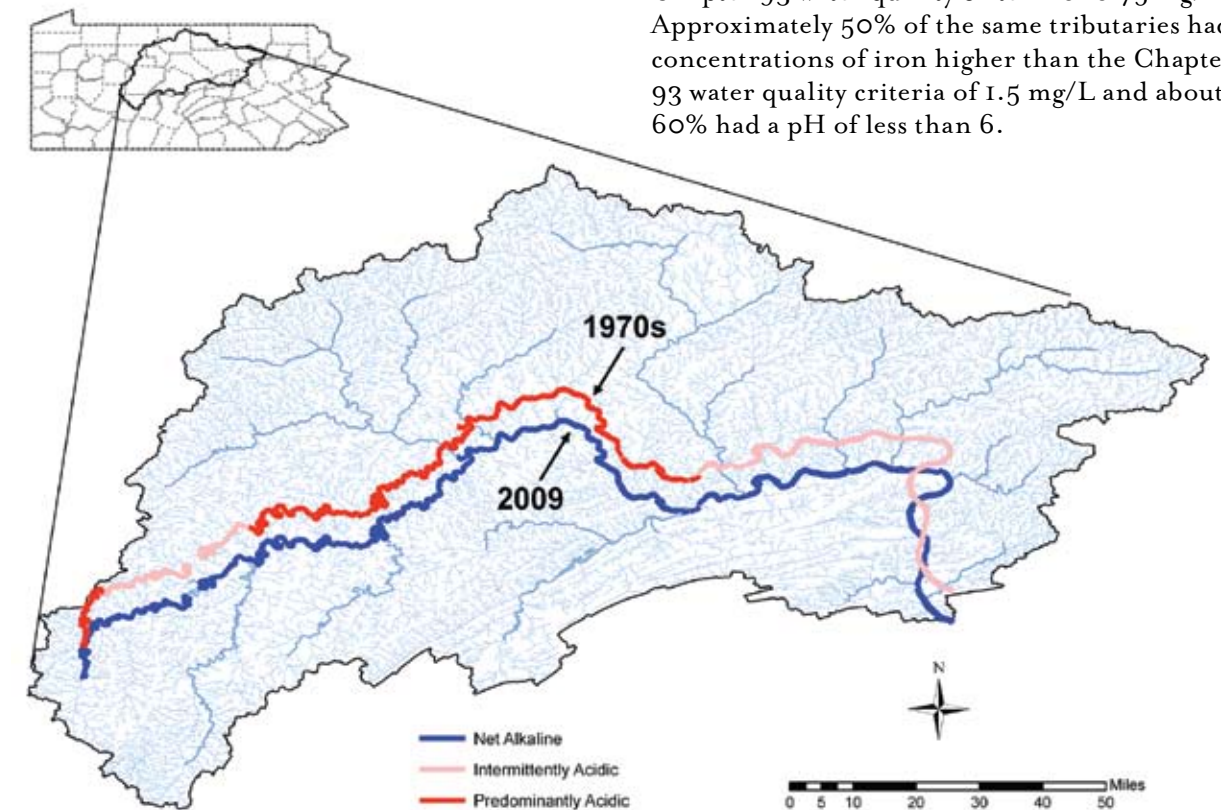 Approximately 50% of the same tributaries had
concentrations of iron higher than the Chapter
93 water quality criteria of 1.5 mg/L and about
60% had a pH of less than 6.
1970s
2009
N
Net Alkaline
Intermittently Acidic
Predominantly Acidic
Miles
0 5 10 20 30 40 50